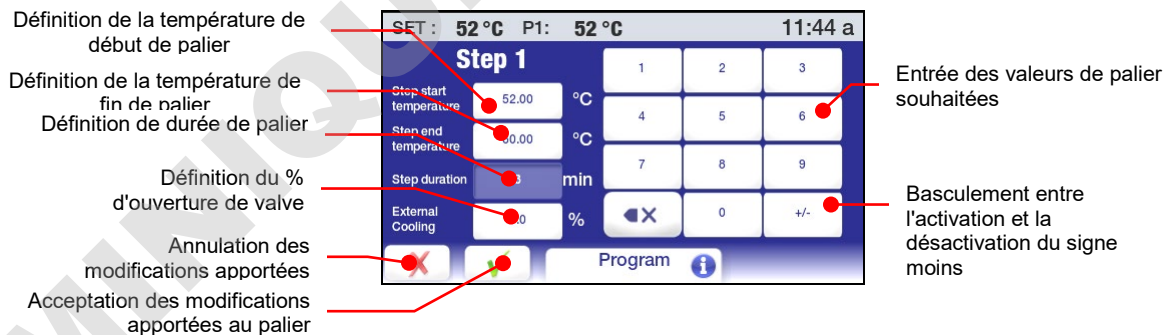 Définition de la température de
début de palier
Définition de la température de
fin de palier
Définition de durée de palier
Définition du %
d'ouverture de valve
Annulation des
modifications apportées
Acceptation des modifications
apportées au palier
SET : 52 °C P1: 52 °C 11:44 a
Step 1
Step start
temperature
52.00 °C
Step end
temperature
°C
Step duration
min
External
Cooling
%
1 2 3
4 5 6
7 8 9
0 +/-
Program
Entrée des valeurs de palier
souhaitées
Basculement entre
l'activation et la
désactivation du signe
moins